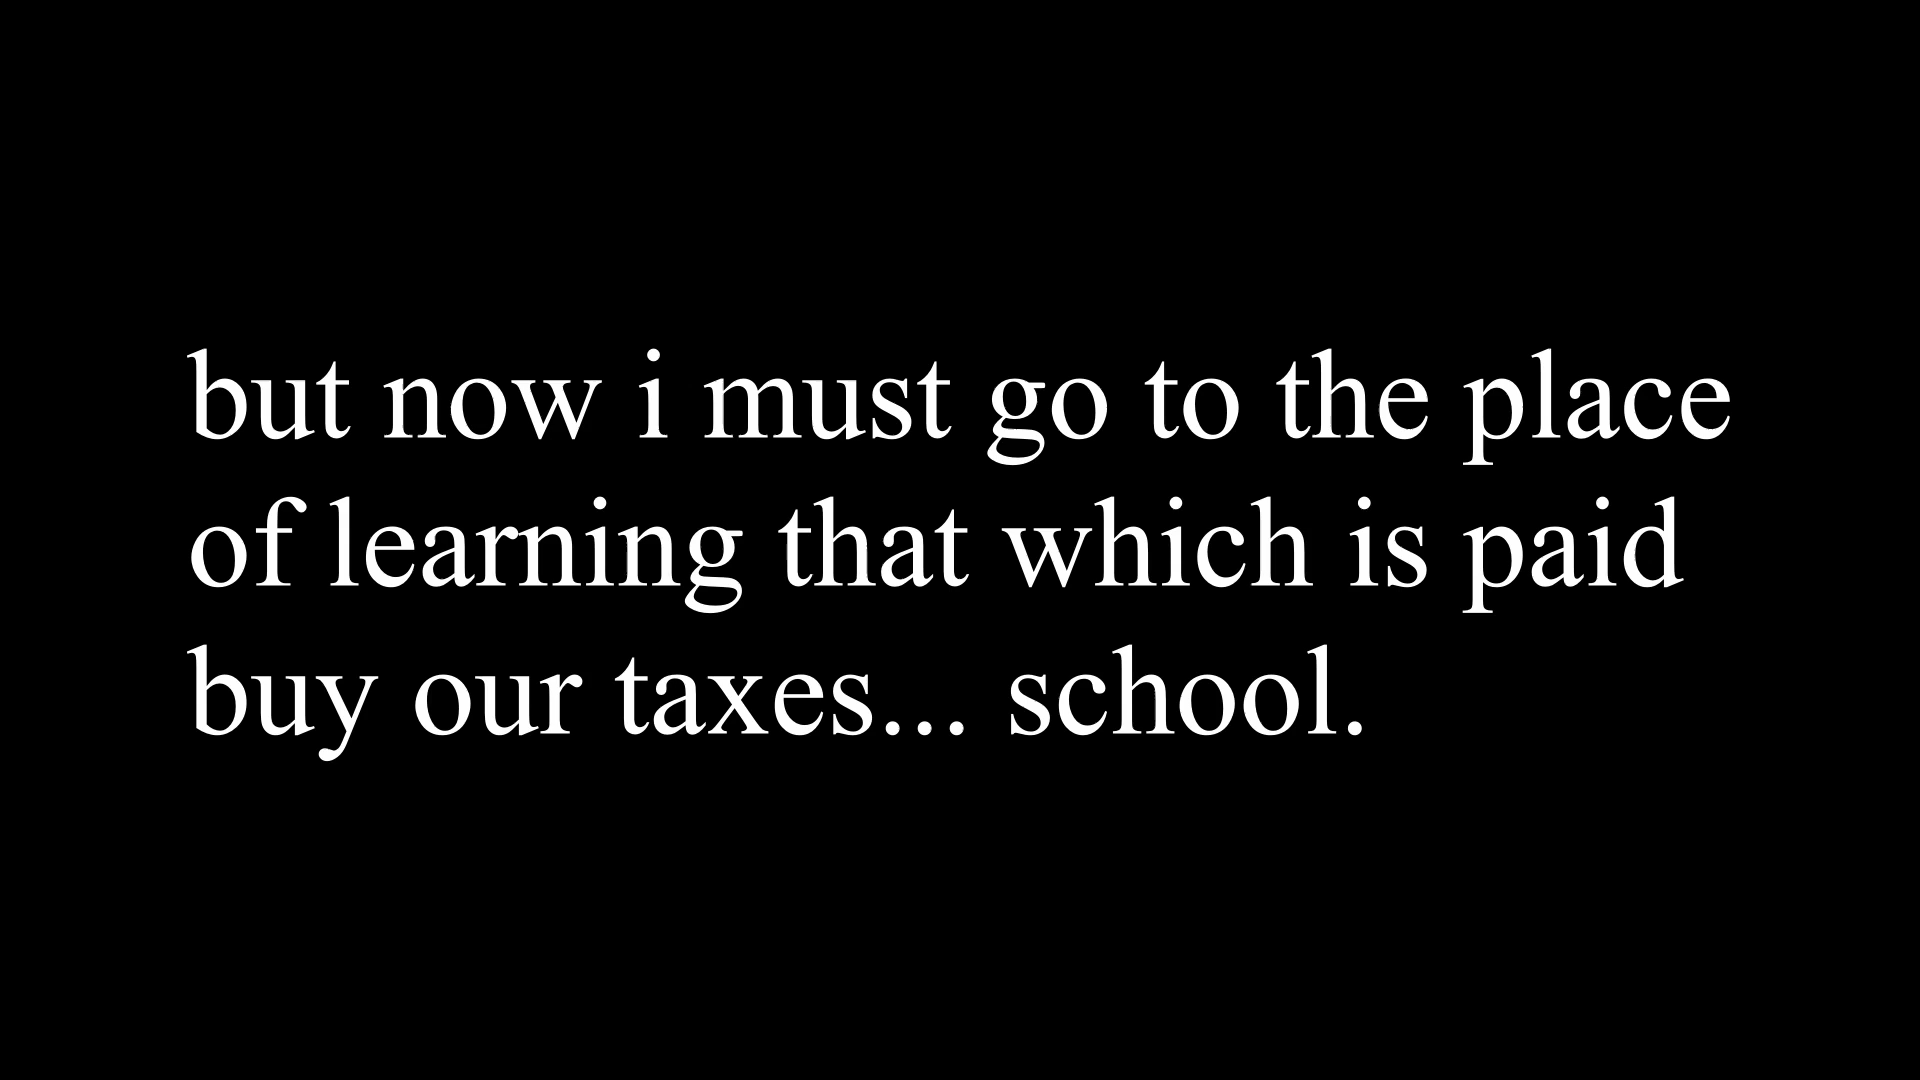 but now i must go to the place
of learning that which is paid
buy our taxes... school.